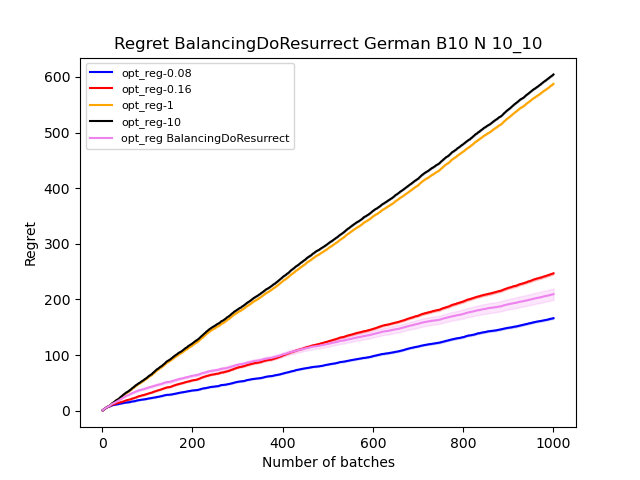 Regret BalancingDoResurrect German B10 N 10_10
opt_reg-0.08
opt_reg-0.16
opt_reg-1
opt_reg-10
opt_reg BalancingDoResurrect
600
500
400
300
200
100
0
Regret
0 200 400 600 800 1000
Number of batches